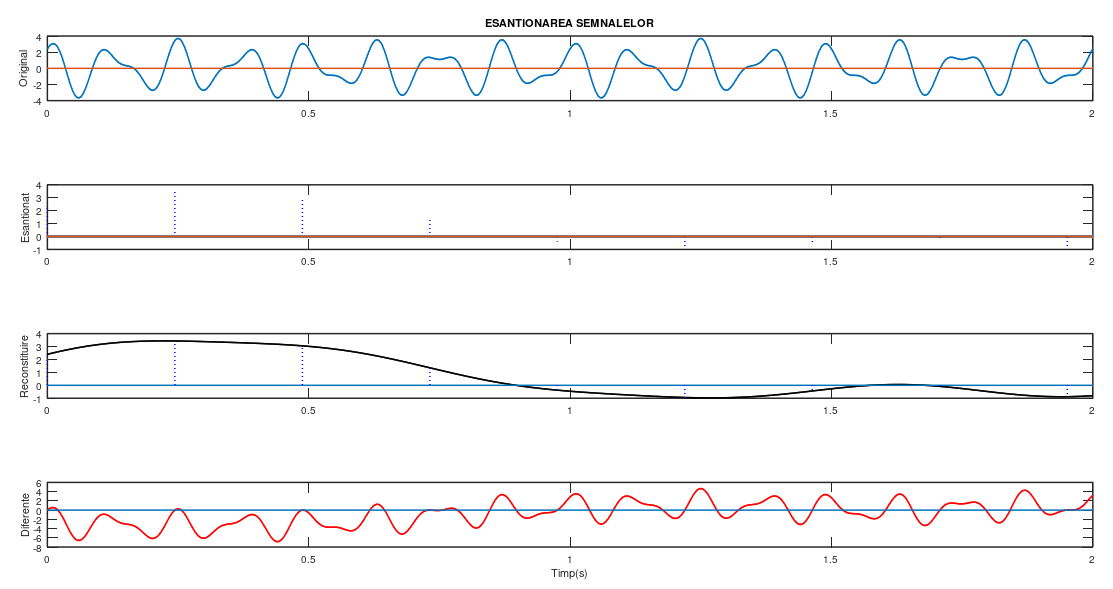 ESANTIONAREA SEMNALELOR
Original
4
2
0
-2
-4
0 0.5 1 1.5 2
Esantionat
4
3
2
1
0
-1
0 0.5 1 1.5 2
Reconstituire
4
3
2
1
0
-1
0 0.5 1 1.5 2
Diferente
6
4
2
0
-2
-4
-6
-8
0 0.5 1 1.5 2
Timp(s)